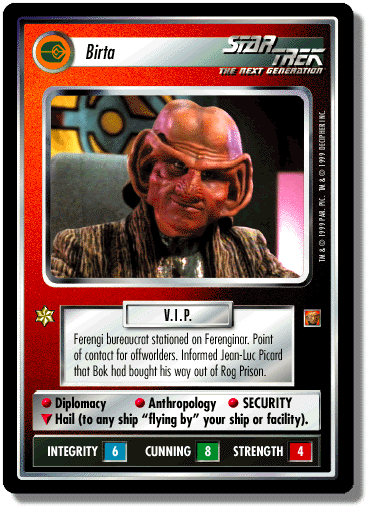 Birta
STAR TREK
THE NEXT GENERATION
TM & © 1999 PAR. PIC. TM & © 1999 DECIPHER INC.
V.I.P.
Ferengi bureaucrat stationed on Ferenginar. Point
of contact for offworlders. Informed Jean-Luc Picard
that Bok had bought his way out of Rog Prison.
Diplomacy Anthropology SECURITY
Hail (to any ship “flying by” your ship or facility).
INTEGRITY 6 CUNNING 8 STRENGTH 4